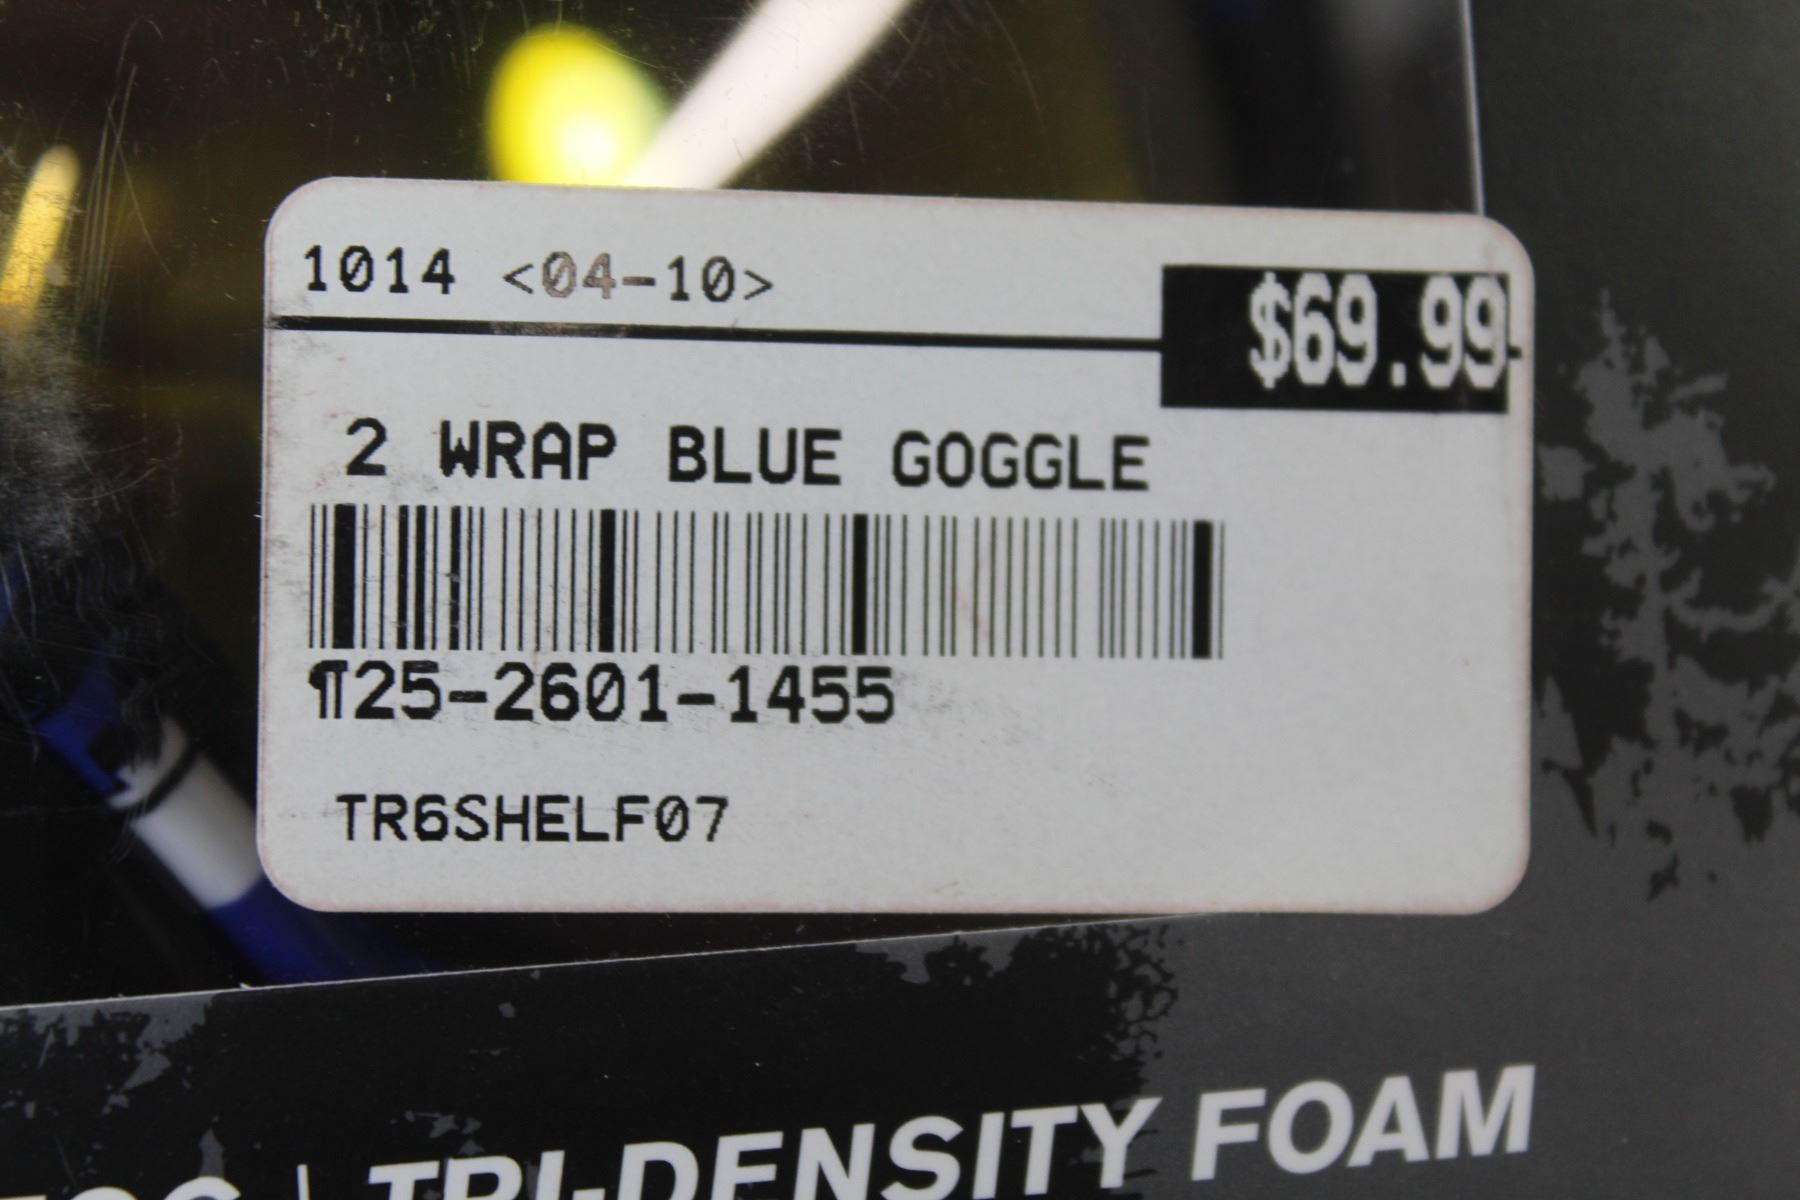 1014 <04-10>
$69.99
2 WRAP BLUE GOGGLE
¶25-2601-1455
TR6SHELF07
| TRI-DENSITY FOAM